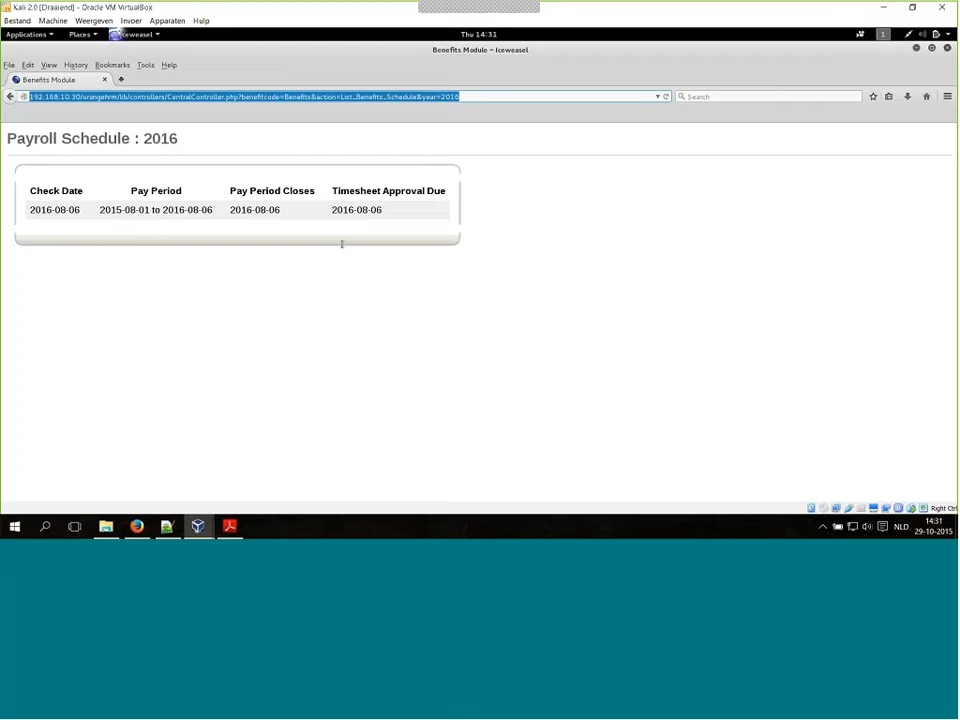 Kali 2.0 [Draaiend] - Oracle VM VirtualBox
Bestand Machine Weergeven Invoer Apparaten Hulp
Applications Places Iceweasel Thu 14:31 1
Benefits Module - Iceweasel
File Edit View History Bookmarks Tools Help
Benefits Module
192.168.10.30/orangehrm/lib/controllers/CentralController.php?benefitcode=Benefits&action=List_Benefits_Schedule&year=2016 Search
Payroll Schedule : 2016
Check Date Pay Period Pay Period Closes Timesheet Approval Due
2016-08-06 2015-08-01 to 2016-08-06 2016-08-06 2016-08-06
Right Ctrl
NLD 14:31
29-10-2015